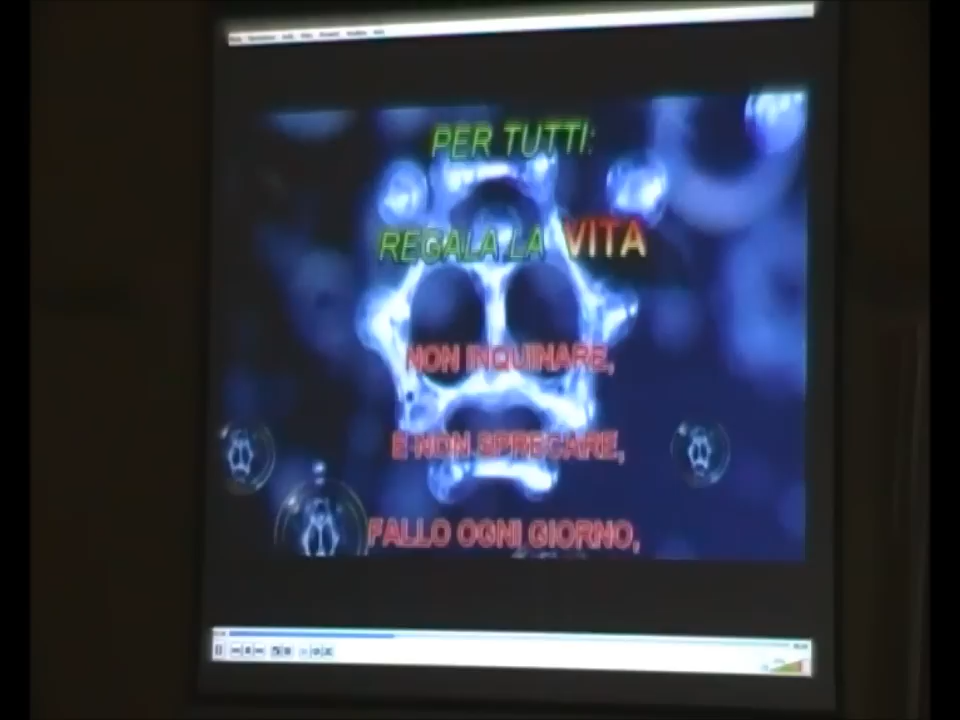 PER TUTTI:
REGALA LA VITA
NON INQUINARE,
E NON SPRECARE,
FALLO OGNI GIORNO,